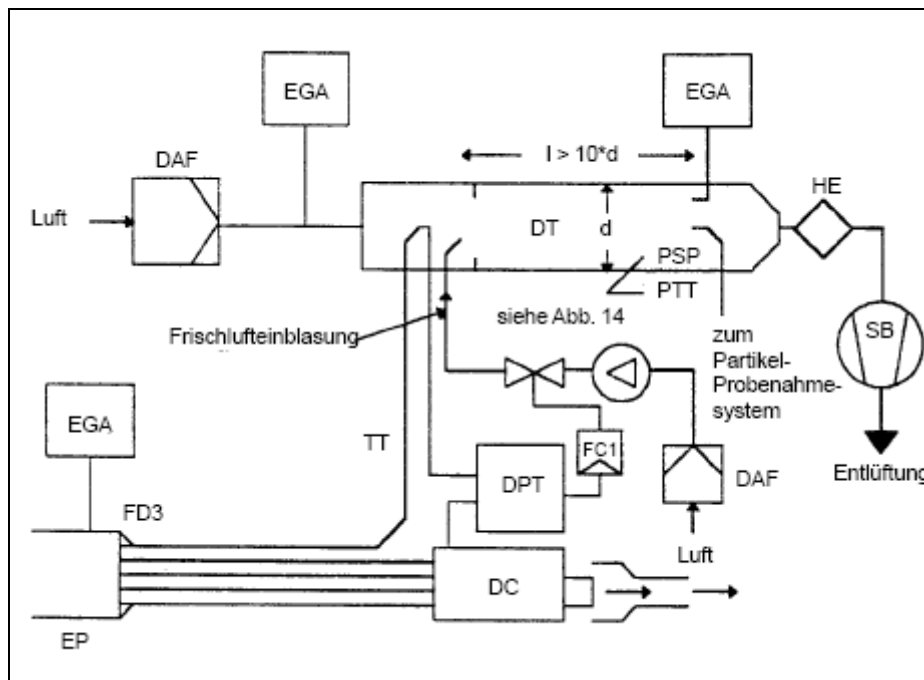 EGA
EGA
DAF
l > 10*d
HE
Luft
DT
d
PSP
PTT
Frischlufteinblasung
siehe Abb. 14
zum
Partikel-
Probenahme-
system
SB
EGA
TT
FC1
DPT
DAF
Entlüftung
FD3
Luft
DC
EP